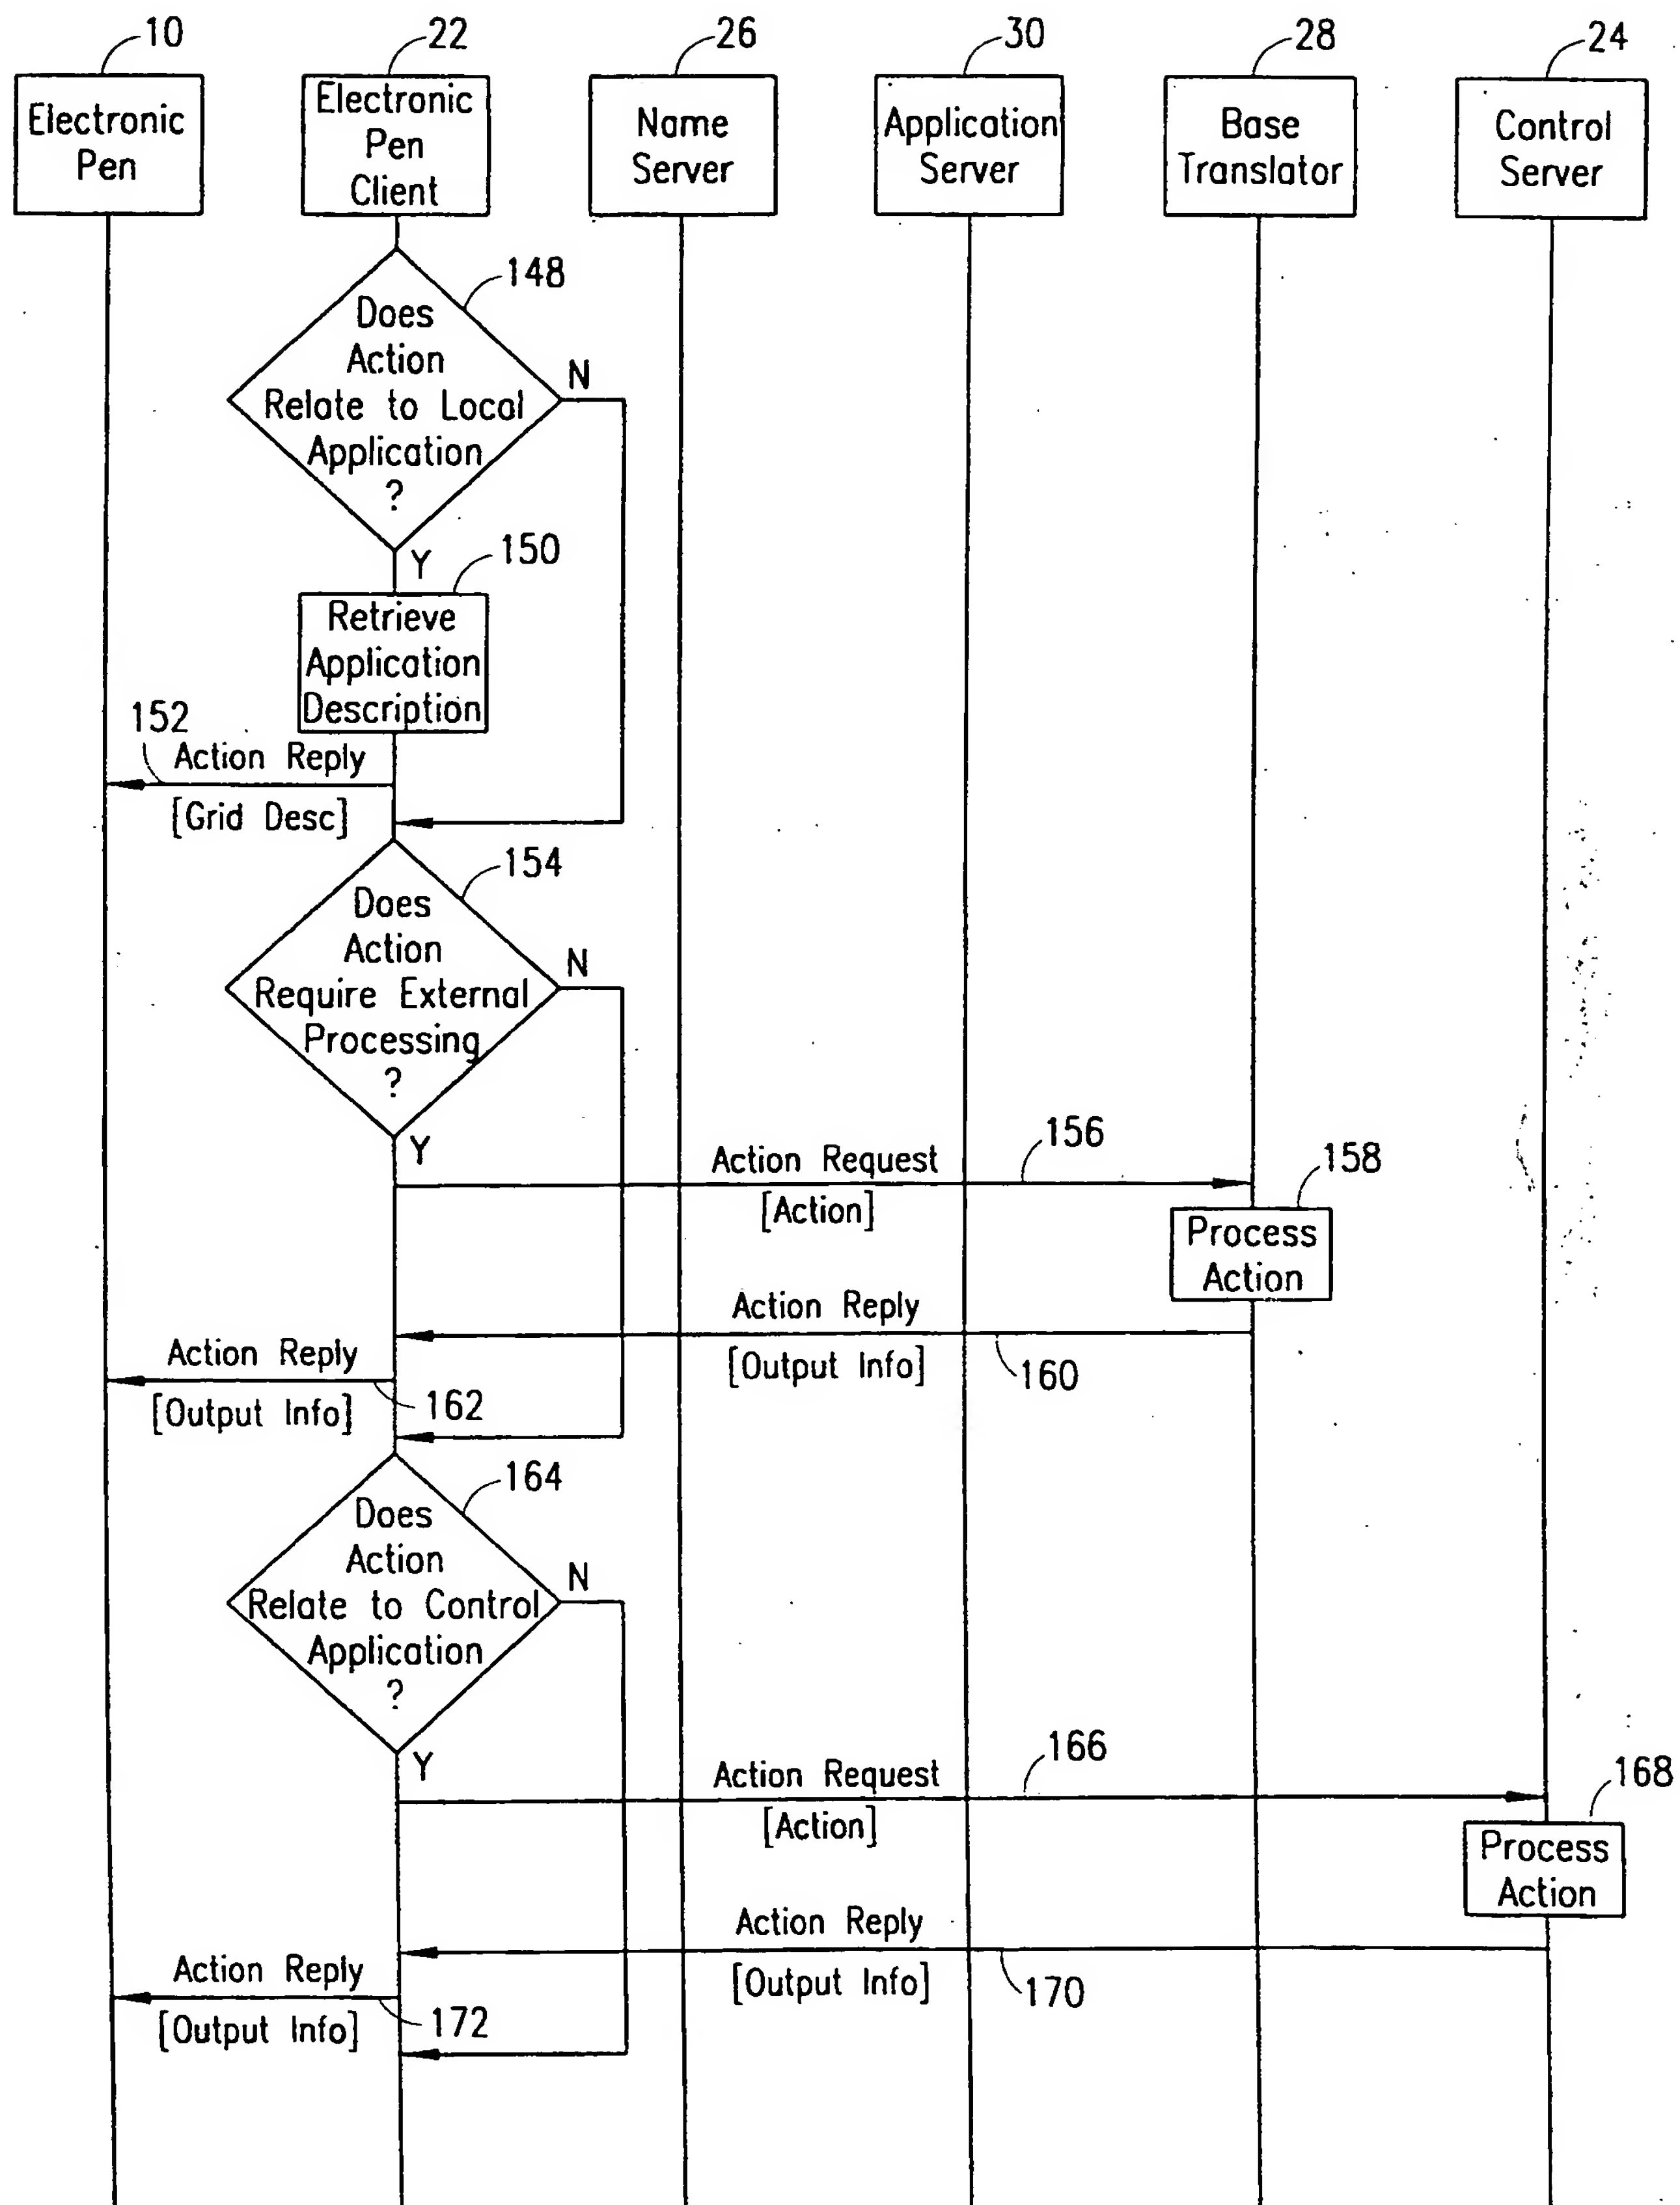 10
22
26
30
28
24
Electronic
Pen
Electronic
Pen
Client
Name
Server
Application
Server
Base
Translator
Control
Server
148
Does
Action
Relate to Local
Application
?
N
Y
150
Retrieve
Application
Description
152
Action Reply
[Grid Desc]
154
Does
Action
Require External
Processing
?
N
Y
Action Request
156
[Action]
158
Process
Action
Action Reply
[Output Info]
160
Action Reply
[Output Info]
162
164
Does
Action
Relate to Control
Application
?
N
Y
Action Request
166
[Action]
168
Process
Action
Action Reply
[Output Info]
170
Action Reply
[Output Info]
172